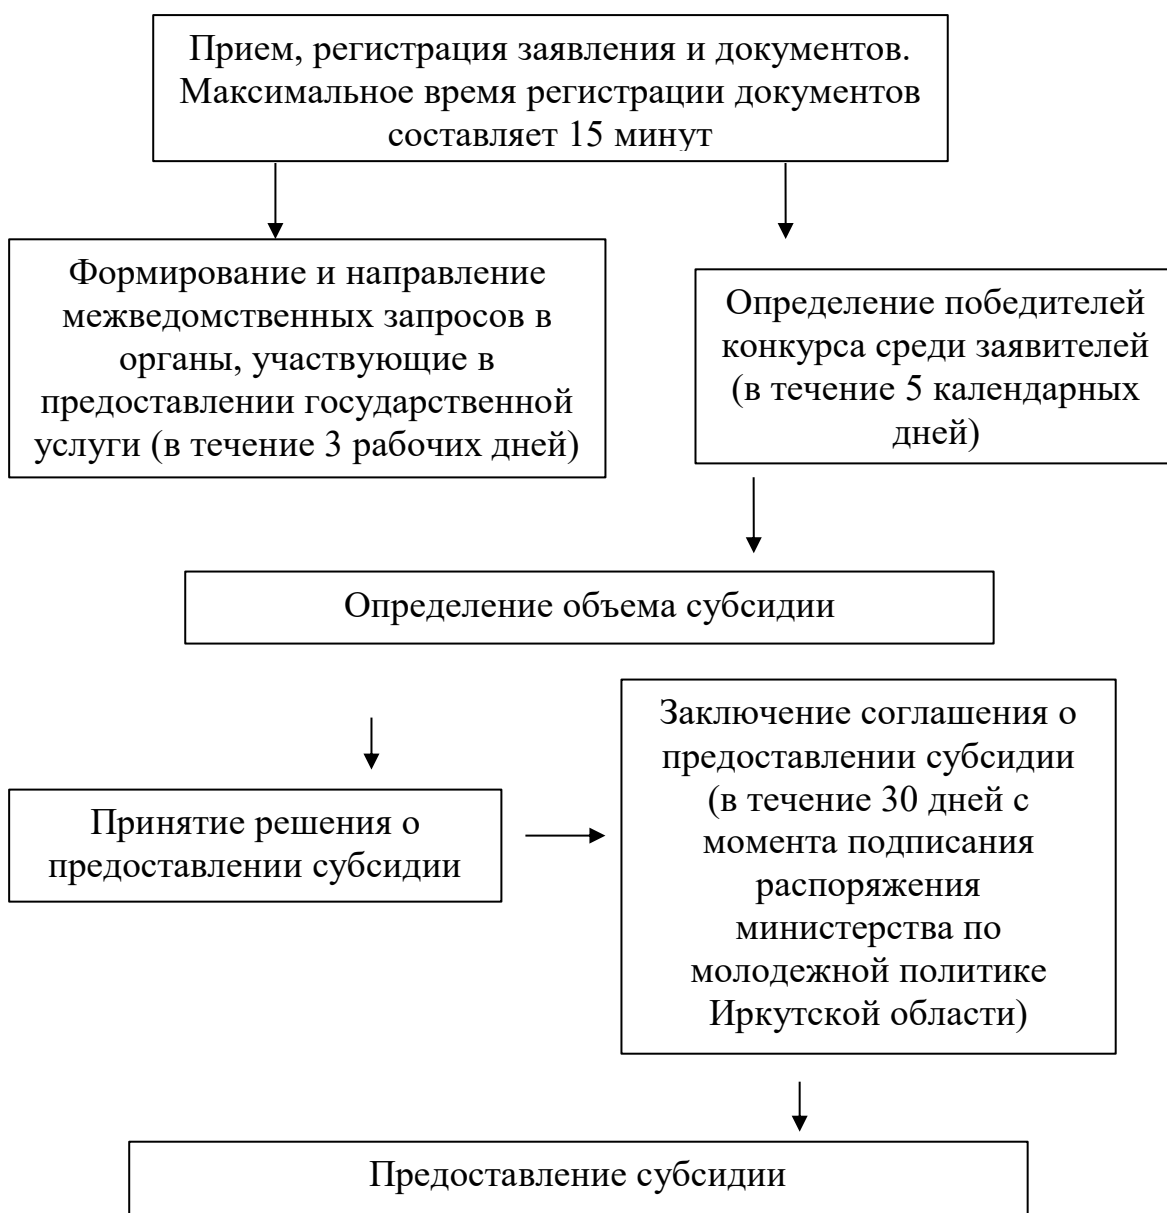 Прием, регистрация заявления и документов.
Максимальное время регистрации документов
составляет 15 минут
Формирование и направление
межведомственных запросов в
органы, участвующие в
предоставлении государственной
услуги (в течение 3 рабочих дней)
Определение победителей
конкурса среди заявителей
(в течение 5 календарных
дней)
Определение объема субсидии
Принятие решения о
предоставлении субсидии
Заключение соглашения о
предоставлении субсидии
(в течение 30 дней с
момента подписания
распоряжения
министерства по
молодежной политике
Иркутской области)
Предоставление субсидии